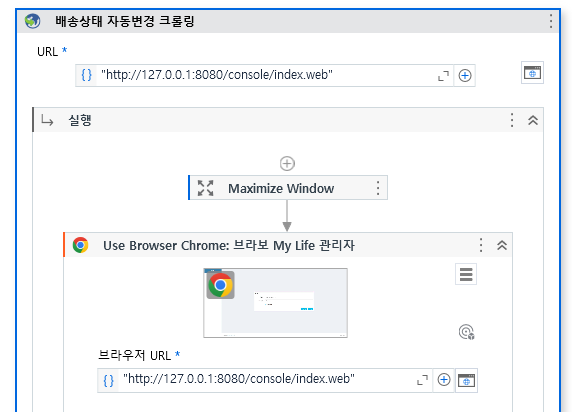 배송상태 자동변경 크롤링
URL *
{ } "http://127.0.0.1:8080/console/index.web"
실행
Maximize Window
Use Browser Chrome: 브라보 My Life 관리자
브라우저 URL *
{ } "http://127.0.0.1:8080/console/index.web"